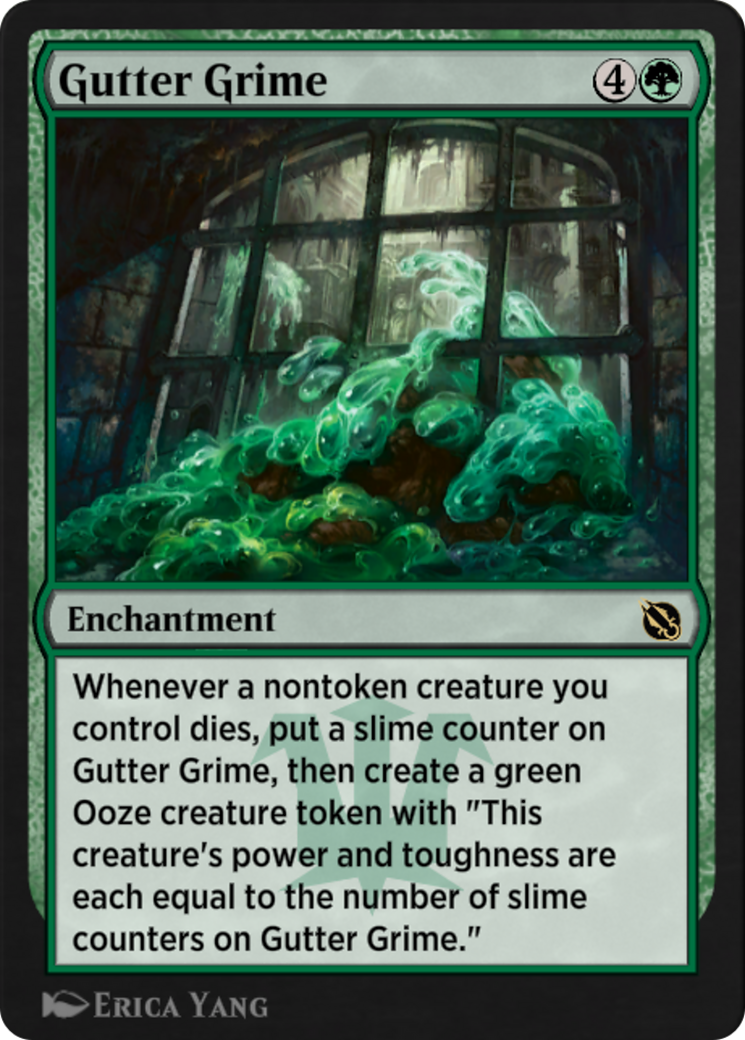 Gutter Grime
4
Enchantment
Whenever a nontoken creature you
control dies, put a slime counter on
Gutter Grime, then create a green
Ooze creature token with "This
creature's power and toughness are
each equal to the number of slime
counters on Gutter Grime."
Erica Yang